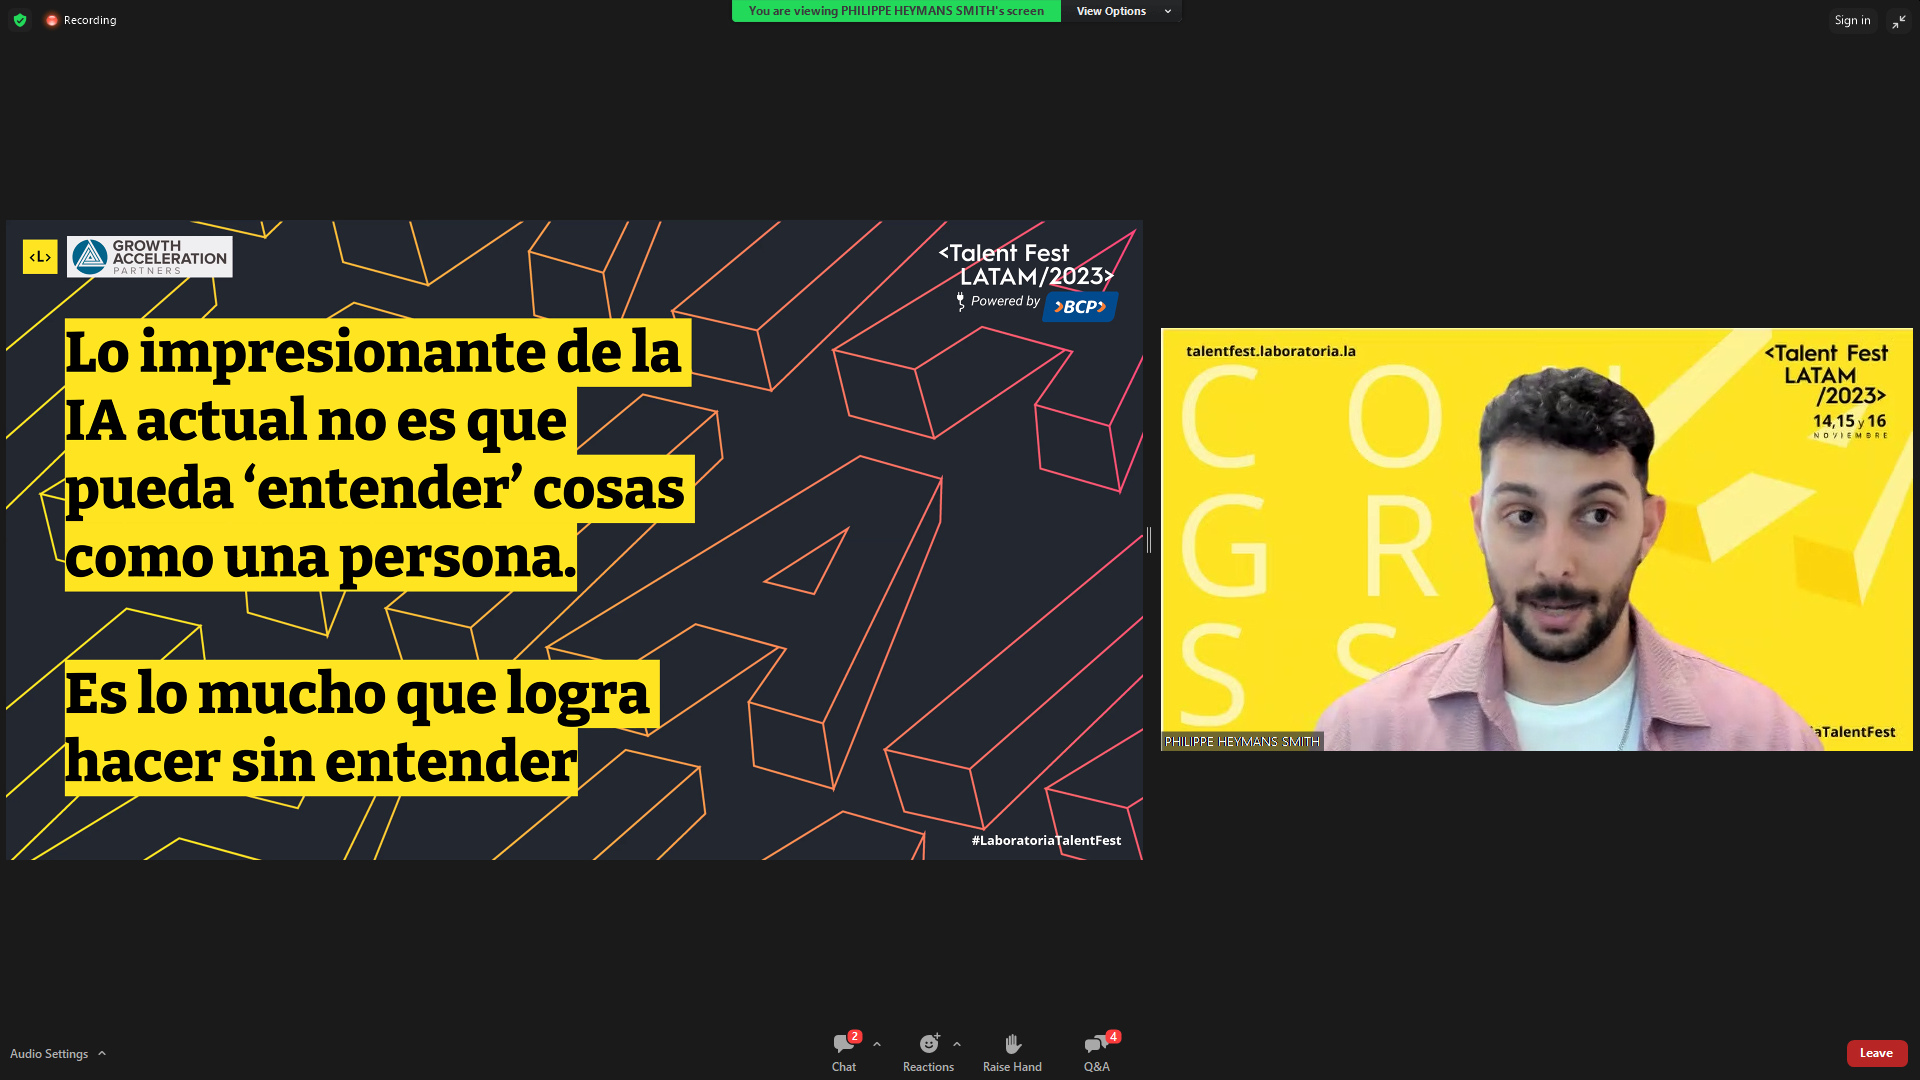 Recording
You are viewing PHILIPPE HEYMANS SMITH's screen
View Options
Sign in
<L>
GROWTH
ACCELERATION
PARTNERS
<Talent Fest
LATAM/2023>
Powered by
>BCP>
Lo impresionante de la
IA actual no es que
pueda ‘entender’ cosas
como una persona.
Es lo mucho que logra
hacer sin entender
#LaboratoriaTalentFest
talentfest.laboratoria.la
<Talent Fest
LATAM
/2023>
14,15 y 16
NOVIEMBRE
C O
G R
S S
aTalentFest
PHILIPPE HEYMANS SMITH
Audio Settings
2
Chat
Reactions
Raise Hand
4
Q&A
Leave